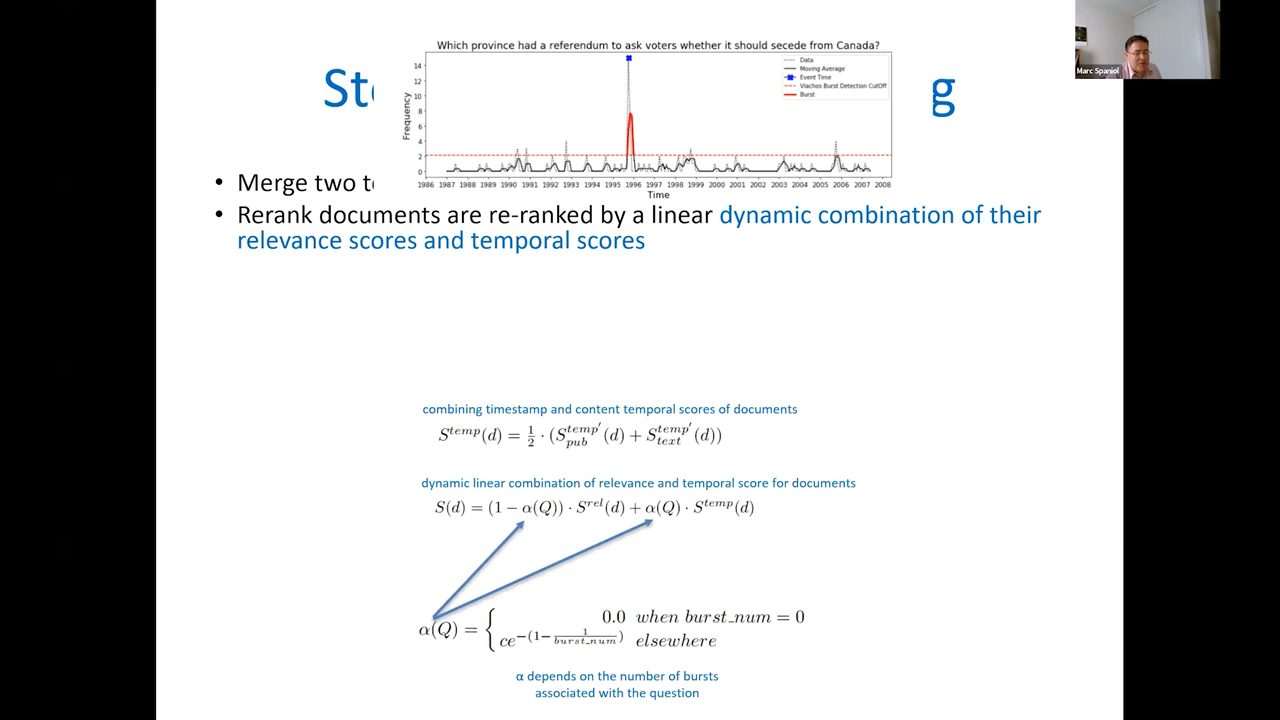 Marc Spaniol
Which province had a referendum to ask voters whether it should secede from Canada?
Frequency
14
12
10
8
6
4
2
0
Data
Moving Average
Event Time
Vlachos Burst Detection CutOff
Burst
1986 1987 1988 1989 1990 1991 1992 1993 1994 1995 1996 1997 1998 1999 2000 2001 2002 2003 2004 2005 2006 2007 2008
Time
g
• Merge two
• Rerank documents are re-ranked by a linear dynamic combination of their
relevance scores and temporal scores
combining timestamp and content temporal scores of documents
S^{temp}(d) = \frac{1}{2} · (S^{temp'}_{pub}(d) + S^{temp'}_{text}(d))
dynamic linear combination of relevance and temporal score for documents
S(d) = (1 − α(Q)) · S^{rel}(d) + α(Q) · S^{temp}(d)
α(Q) = { 0.0 when burst_num = 0
ce^{−(1−\frac{1}{burst_num})} elsewhere
α depends on the number of bursts
associated with the question